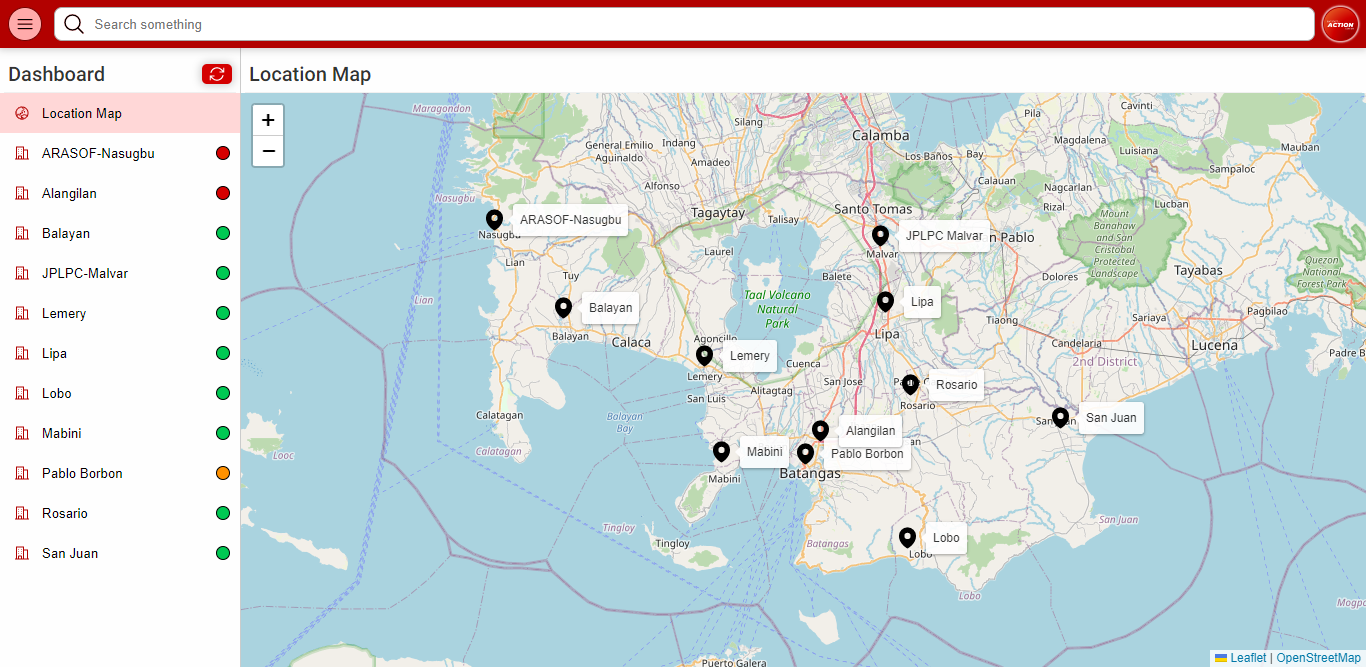 Search something
ACTION
Dashboard
Location Map
Location Map
ARASOF-Nasugbu
Alangilan
Balayan
JPLPC-Malvar
Lemery
Lipa
Lobo
Mabini
Pablo Borbon
Rosario
San Juan
+
−
Maragondon
Silang
Calamba
Cavinti
Pila
General Emilio
Aguinaldo
Indang
Amadeo
Los Baños
Bay
Magdalena
Luisiana
Mauban
Sampaloc
Alfonso
Calauan
Nagcarlan
Rizal
Lucban
Nasugbu
Tagaytay
Talisay
Santo Tomas
Mount
Banahaw
and San
Cristobal
Protected
Landscape
ARASOF-Nasugbu
JPLPC Malvar
n Pablo
Lian
Laurel
Malvar
Tuy
Balete
Dolores
Tayabas
Quezon
National
Forest Park
Lian
Taal Volcano
Natural
Park
Balayan
Lipa
Tiaong
Sariaya
Pagbilao
Balayan
Calaca
Agoncillo
Lipa
Candelaria
Lucena
Lemery
Cuenca
2nd District
Padre B
Lemery
San Jose
Rosario
Alitagtag
San Luis
Rosario
Calatagan
Balayan
Bay
San Juan
Alangilan
Calatagan
Mabini
Pablo Borbon
Looc
Batangas
Mabini
Tingloy
San Juan
Tingloy
Batangas
Lobo
Lobo
Lobo
Mogpo
Puerto Galera
Leaflet | OpenStreetMap